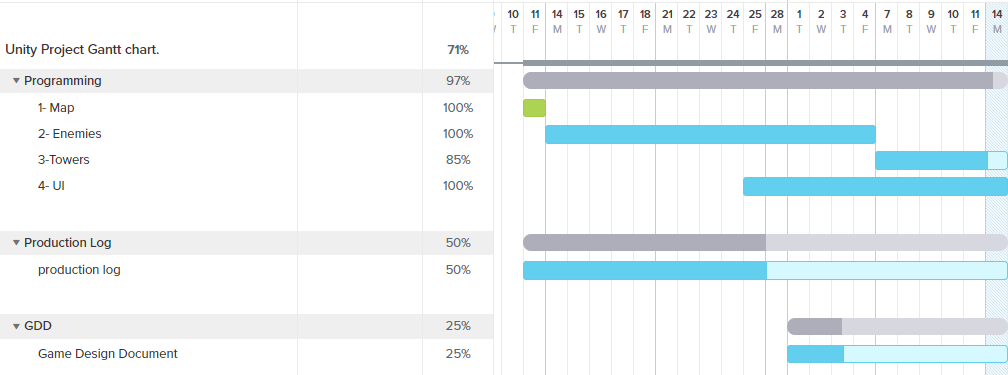 10 11 14 15 16 17 18 21 22 23 24 25 28 1 2 3 4 7 8 9 10 11 14
T F M T W T F M T W T F M T W T F M T W T F M
Unity Project Gantt chart. 71%
Programming 97%
1- Map 100%
2- Enemies 100%
3-Towers 85%
4- UI 100%
Production Log 50%
production log 50%
GDD 25%
Game Design Document 25%